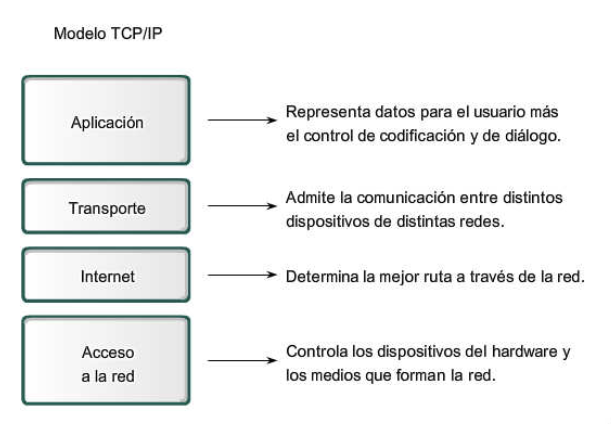 Modelo TCP/IP
Aplicación
Representa datos para el usuario más
el control de codificación y de diálogo.
Transporte
Admite la comunicación entre distintos
dispositivos de distintas redes.
Internet
Determina la mejor ruta a través de la red.
Acceso
a la red
Controla los dispositivos del hardware y
los medios que forman la red.